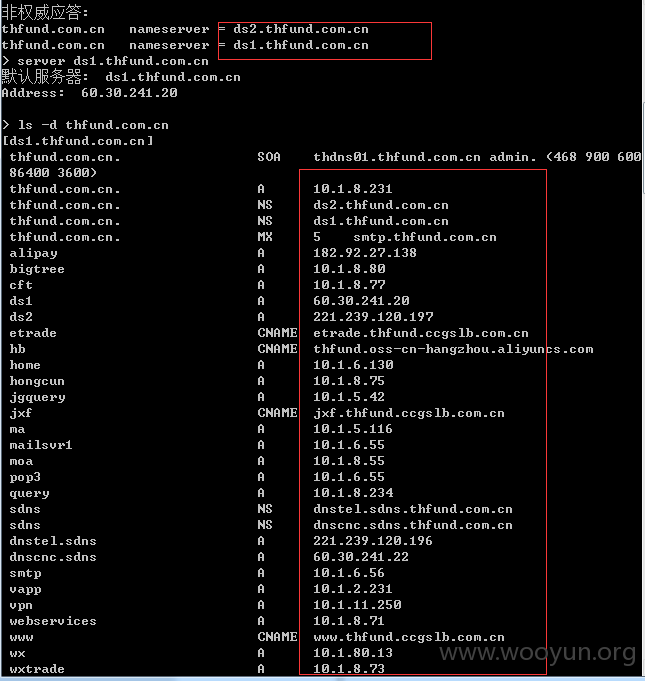 非权威应答:
thfund.com.cn   nameserver = ds2.thfund.com.cn
thfund.com.cn   nameserver = ds1.thfund.com.cn
> server ds1.thfund.com.cn
默认服务器:  ds1.thfund.com.cn
Address:  60.30.241.20
> ls -d thfund.com.cn
[ds1.thfund.com.cn]
thfund.com.cn.   SOA   thdns01.thfund.com.cn admin. (468 900 600
86400 3600)
thfund.com.cn.   A   10.1.8.231
thfund.com.cn.   NS   ds2.thfund.com.cn
thfund.com.cn.   NS   ds1.thfund.com.cn
thfund.com.cn.   MX   5   smtp.thfund.com.cn
alipay   A   182.92.27.138
bigtree   A   10.1.8.80
cft   A   10.1.8.77
ds1   A   60.30.241.20
ds2   A   221.239.120.197
etrade   CNAME   etrade.thfund.ccgslb.com.cn
hb   CNAME   thfund.oss-cn-hangzhou.aliyuncs.com
home   A   10.1.6.130
hongcun   A   10.1.8.75
jgquery   A   10.1.5.42
jxf   CNAME   jxf.thfund.ccgslb.com.cn
ma   A   10.1.5.116
mailsvr1   A   10.1.6.55
moa   A   10.1.8.55
pop3   A   10.1.6.55
query   A   10.1.8.234
sdns   NS   dnstel.sdns.thfund.com.cn
sdns   NS   dnscnc.sdns.thfund.com.cn
dnstel.sdns   A   221.239.120.196
dnscnc.sdns   A   60.30.241.22
smtp   A   10.1.6.56
vapp   A   10.1.2.231
vpn   A   10.1.11.250
webservices   A   10.1.8.71
www   CNAME   www.thfund.ccgslb.com.cn
wx   A   10.1.80.13
wxtrade   A   10.1.8.73
www.wooyun.org